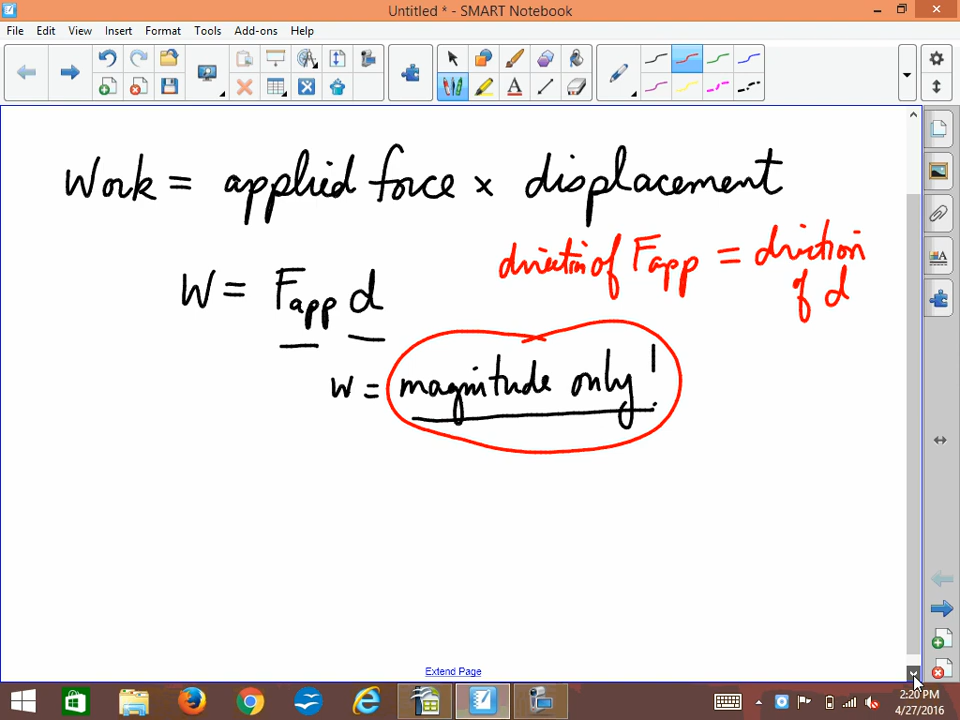 Untitled * - SMART Notebook
File Edit View Insert Format Tools Add-ons Help
Work = applied force × displacement
direction of Fapp = direction
of d
W = Fapp d
W = magnitude only!
Extend Page
2:20 PM
4/27/2016